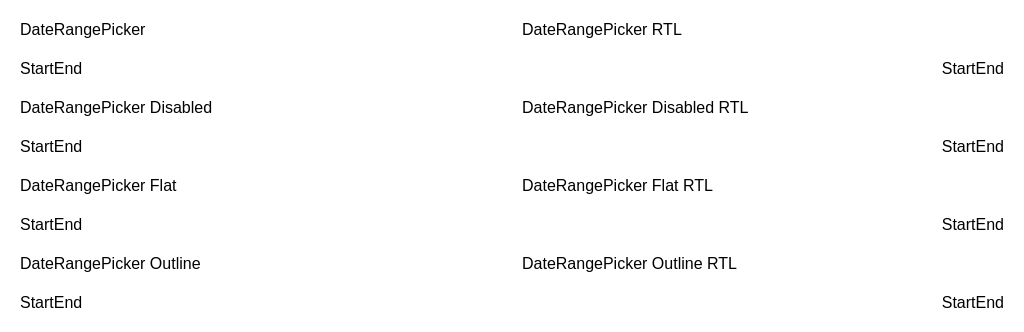 DateRangePicker
DateRangePicker RTL
StartEnd
StartEnd
DateRangePicker Disabled
DateRangePicker Disabled RTL
StartEnd
StartEnd
DateRangePicker Flat
DateRangePicker Flat RTL
StartEnd
StartEnd
DateRangePicker Outline
DateRangePicker Outline RTL
StartEnd
StartEnd